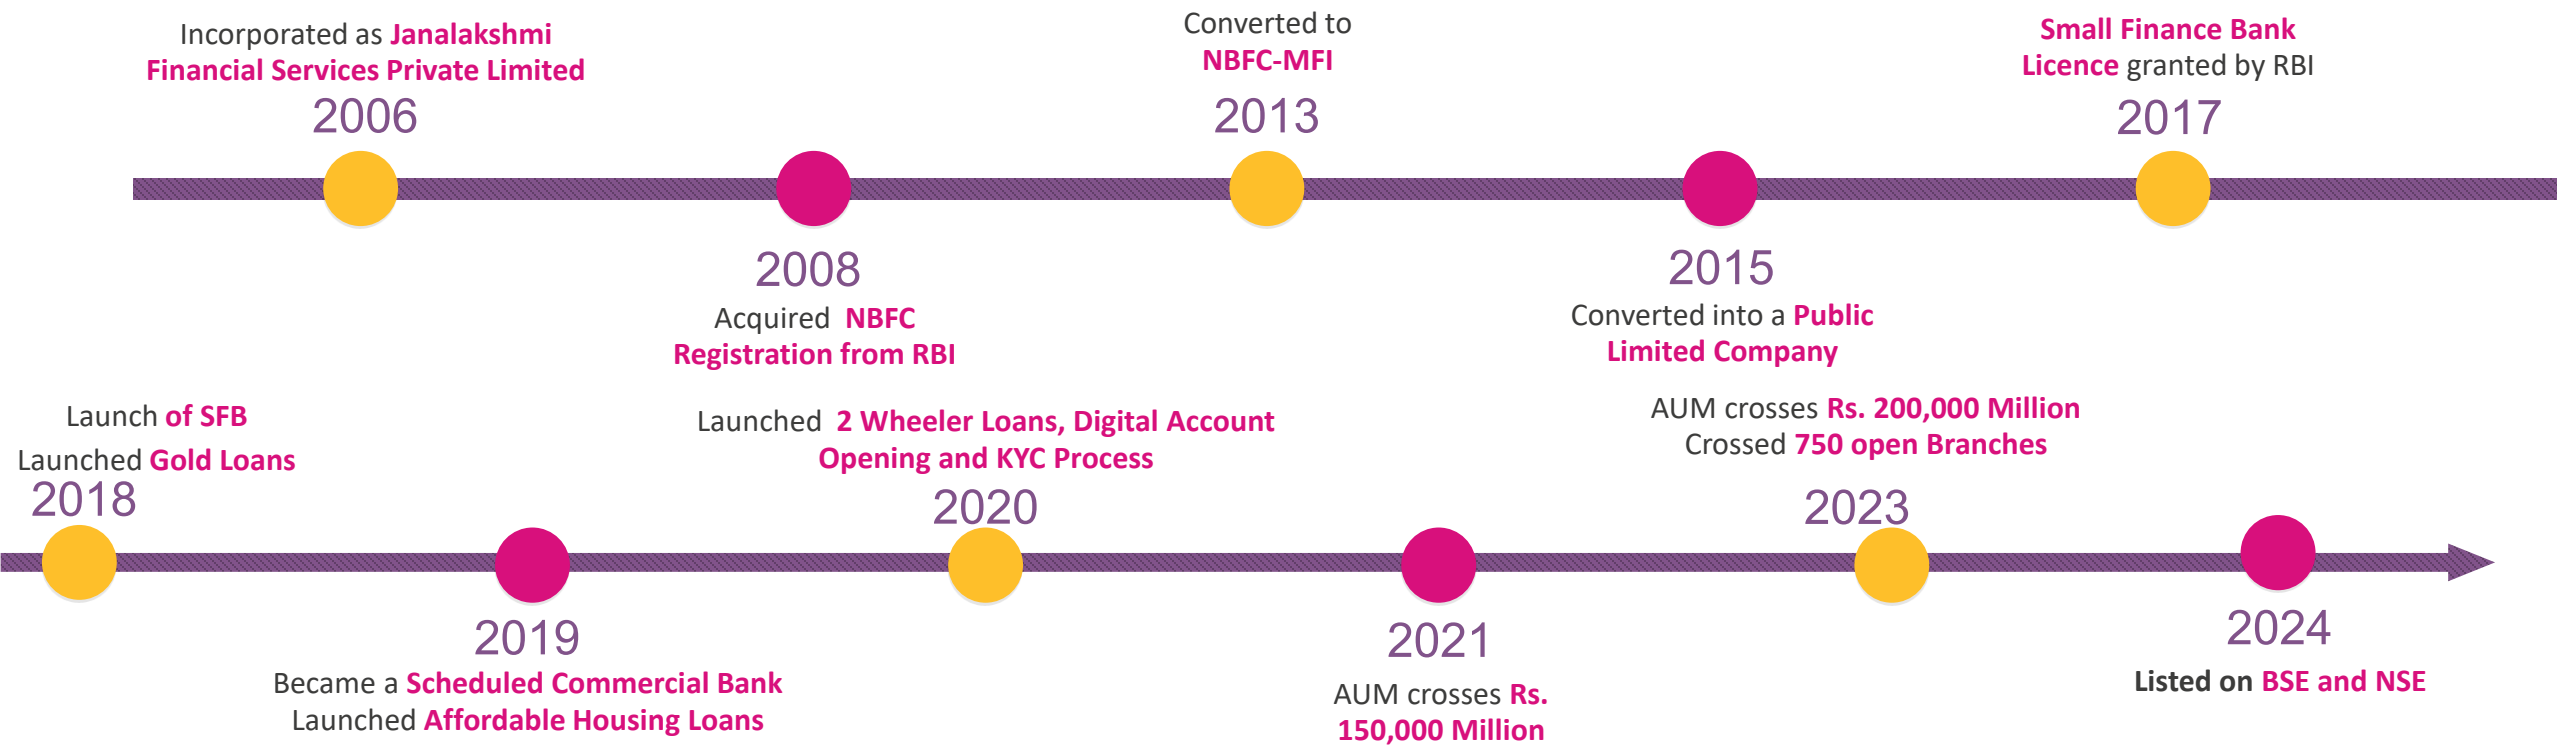 Incorporated as Janalakshmi
Financial Services Private Limited
2006
2008
Acquired NBFC
Registration from RBI
Converted to
NBFC-MFI
2013
2015
Converted into a Public
Limited Company
Small Finance Bank
Licence granted by RBI
2017
Launch of SFB
Launched Gold Loans
2018
2019
Became a Scheduled Commercial Bank
Launched Affordable Housing Loans
Launched 2 Wheeler Loans, Digital Account
Opening and KYC Process
2020
2021
AUM crosses Rs.
150,000 Million
AUM crosses Rs. 200,000 Million
Crossed 750 open Branches
2023
2024
Listed on BSE and NSE